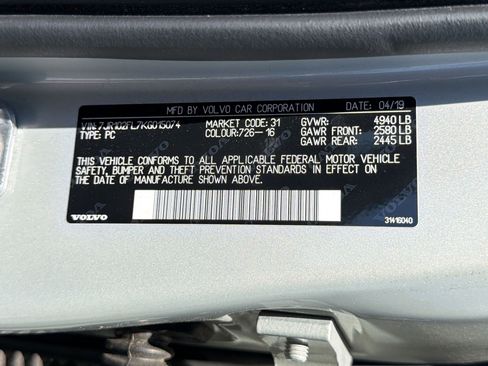 MFD BY VOLVO CAR CORPORATION DATE: 04/19
VIN: 7JR102FL7KG015074 MARKET CODE: 31 GVWR: 4940 LB
TYPE: PC COLOUR: 726-16 GAWR FRONT: 2580 LB
GAWR REAR: 2445 LB
THIS VEHICLE CONFORMS TO ALL APPLICABLE FEDERAL MOTOR VEHICLE
SAFETY, BUMPER AND THEFT PREVENTION STANDARDS IN EFFECT ON
THE DATE OF MANUFACTURE SHOWN ABOVE.
VOLVO 31416040